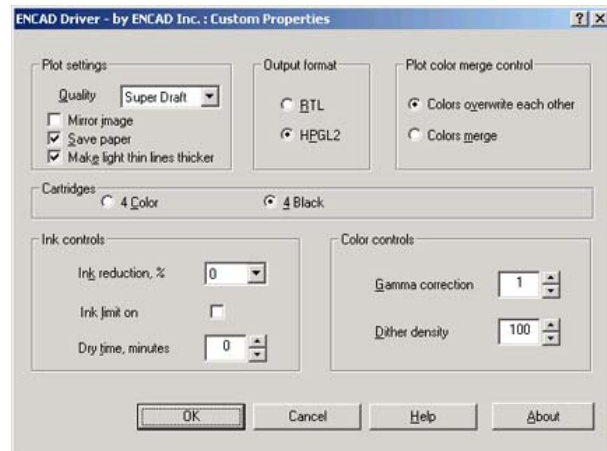 ENCAD Driver - by ENCAD Inc. : Custom Properties
Plot settings
Quality Super Draft
Mirror image
Save paper
Make light thin lines thicker
Output format
RTL
HPGL2
Plot color merge control
Colors overwrite each other
Colors merge
Cartridges
4 Color
4 Black
Ink controls
Ink reduction, % 0
Ink limit on
Dry time, minutes 0
Color controls
Gamma correction 1
Dither density 100
OK
Cancel
Help
About